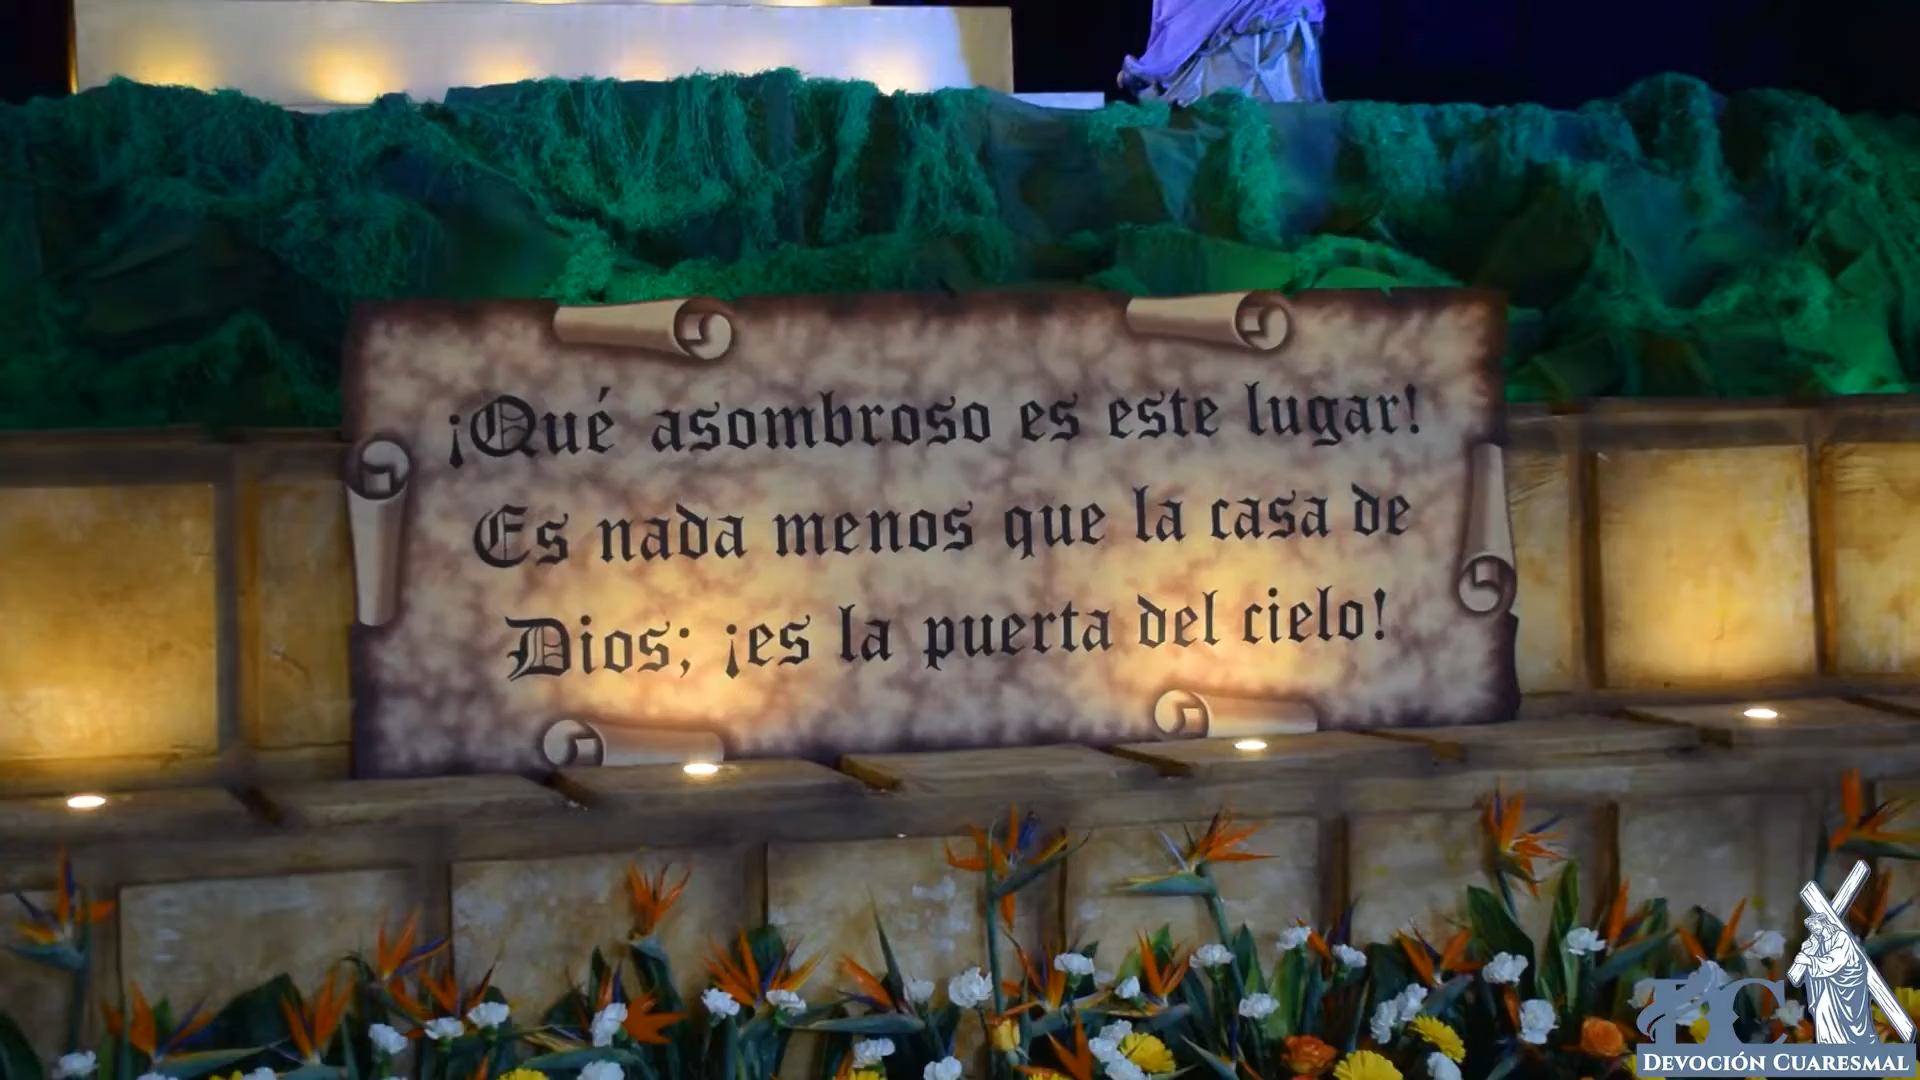 ¡Qué asombroso es este lugar!
Es nada menos que la casa de
Dios; ¡es la puerta del cielo!
DEVOCIÓN CUARESMAL